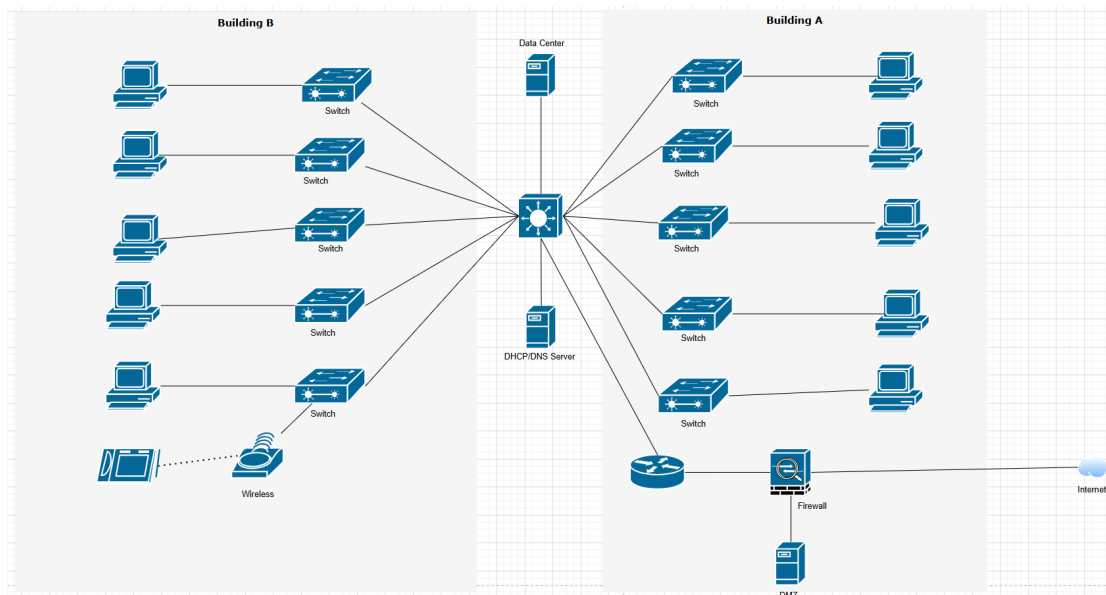 Building B
Building A
Data Center
Switch
Switch
Switch
Switch
Switch
Switch
Switch
Switch
DHCP/DNS Server
Switch
Switch
Wireless
Internet
Firewall
DMZ